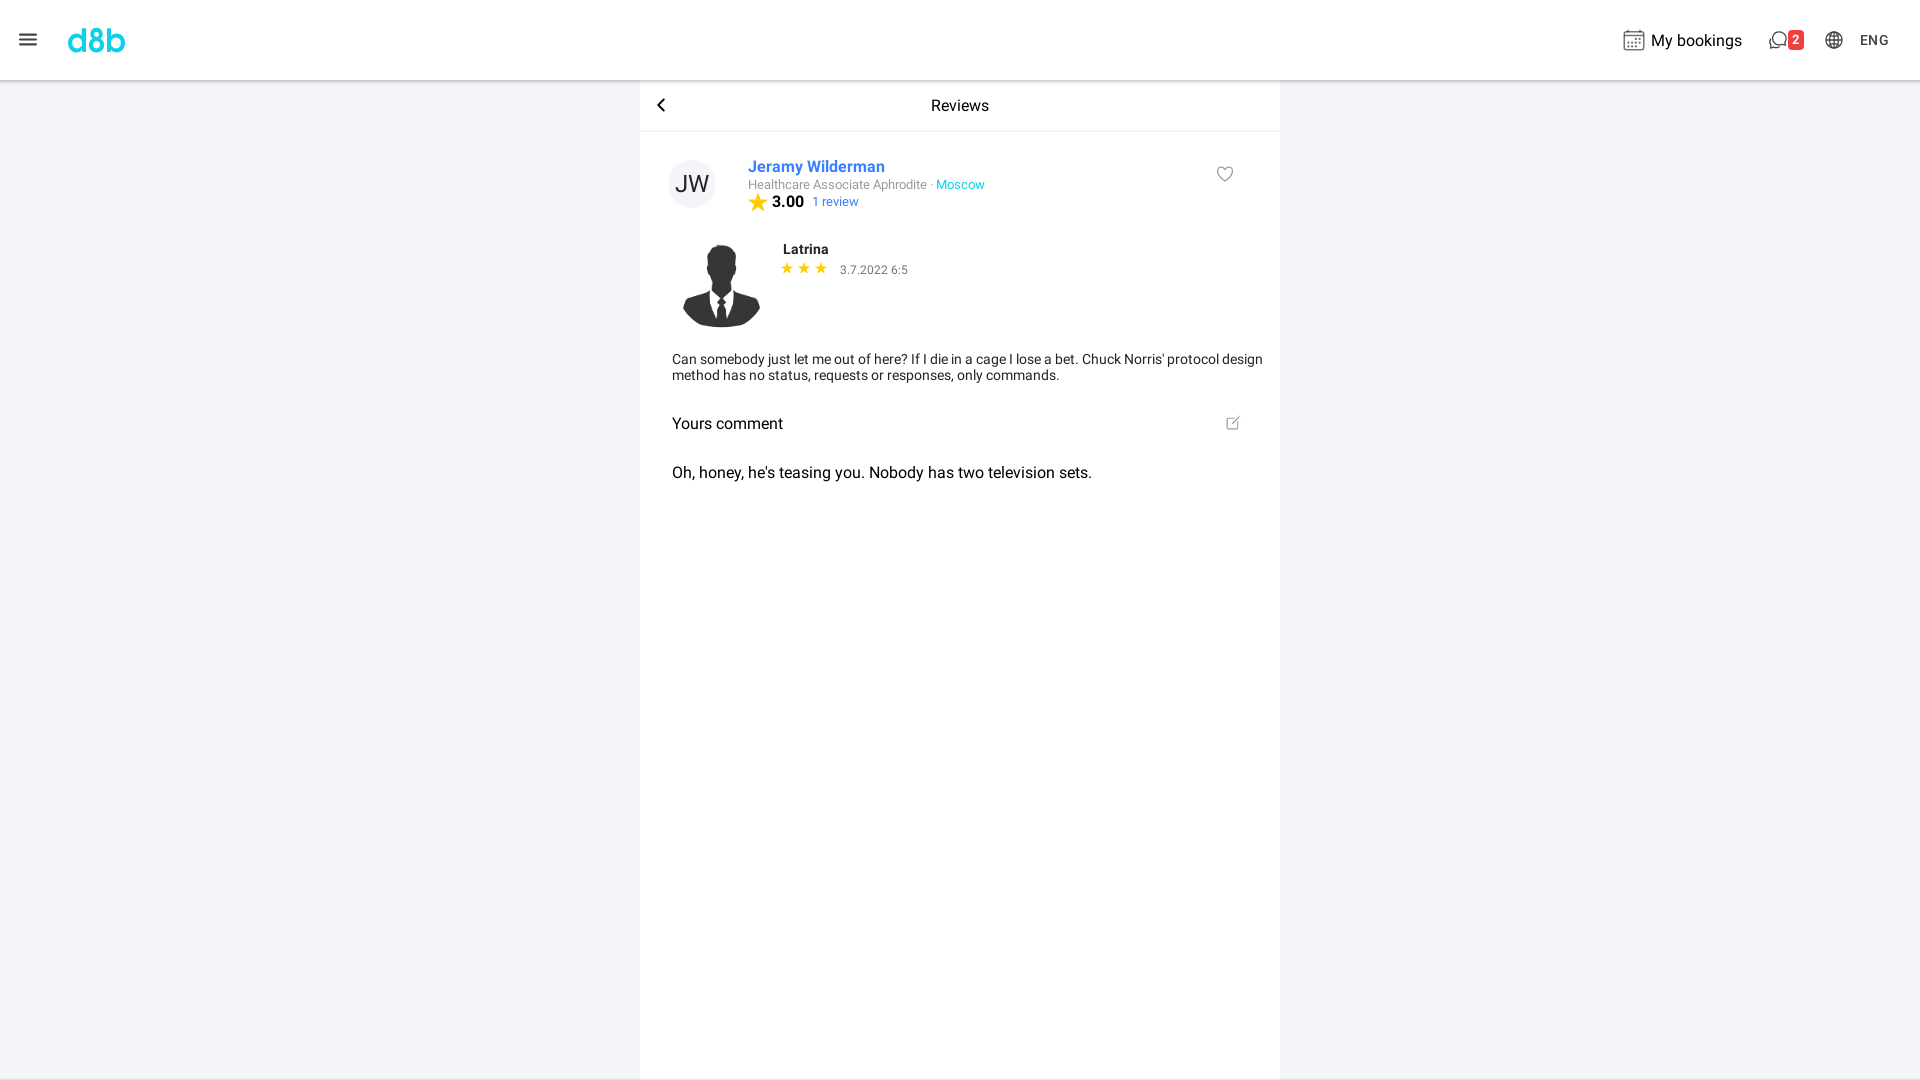 d8b
My bookings
2
ENG
Reviews
JW
Jeramy Wilderman
Healthcare Associate Aphrodite · Moscow
3.00 1 review
Latrina
3.7.2022 6:5
Can somebody just let me out of here? If I die in a cage I lose a bet. Chuck Norris' protocol design
method has no status, requests or responses, only commands.
Yours comment
Oh, honey, he's teasing you. Nobody has two television sets.